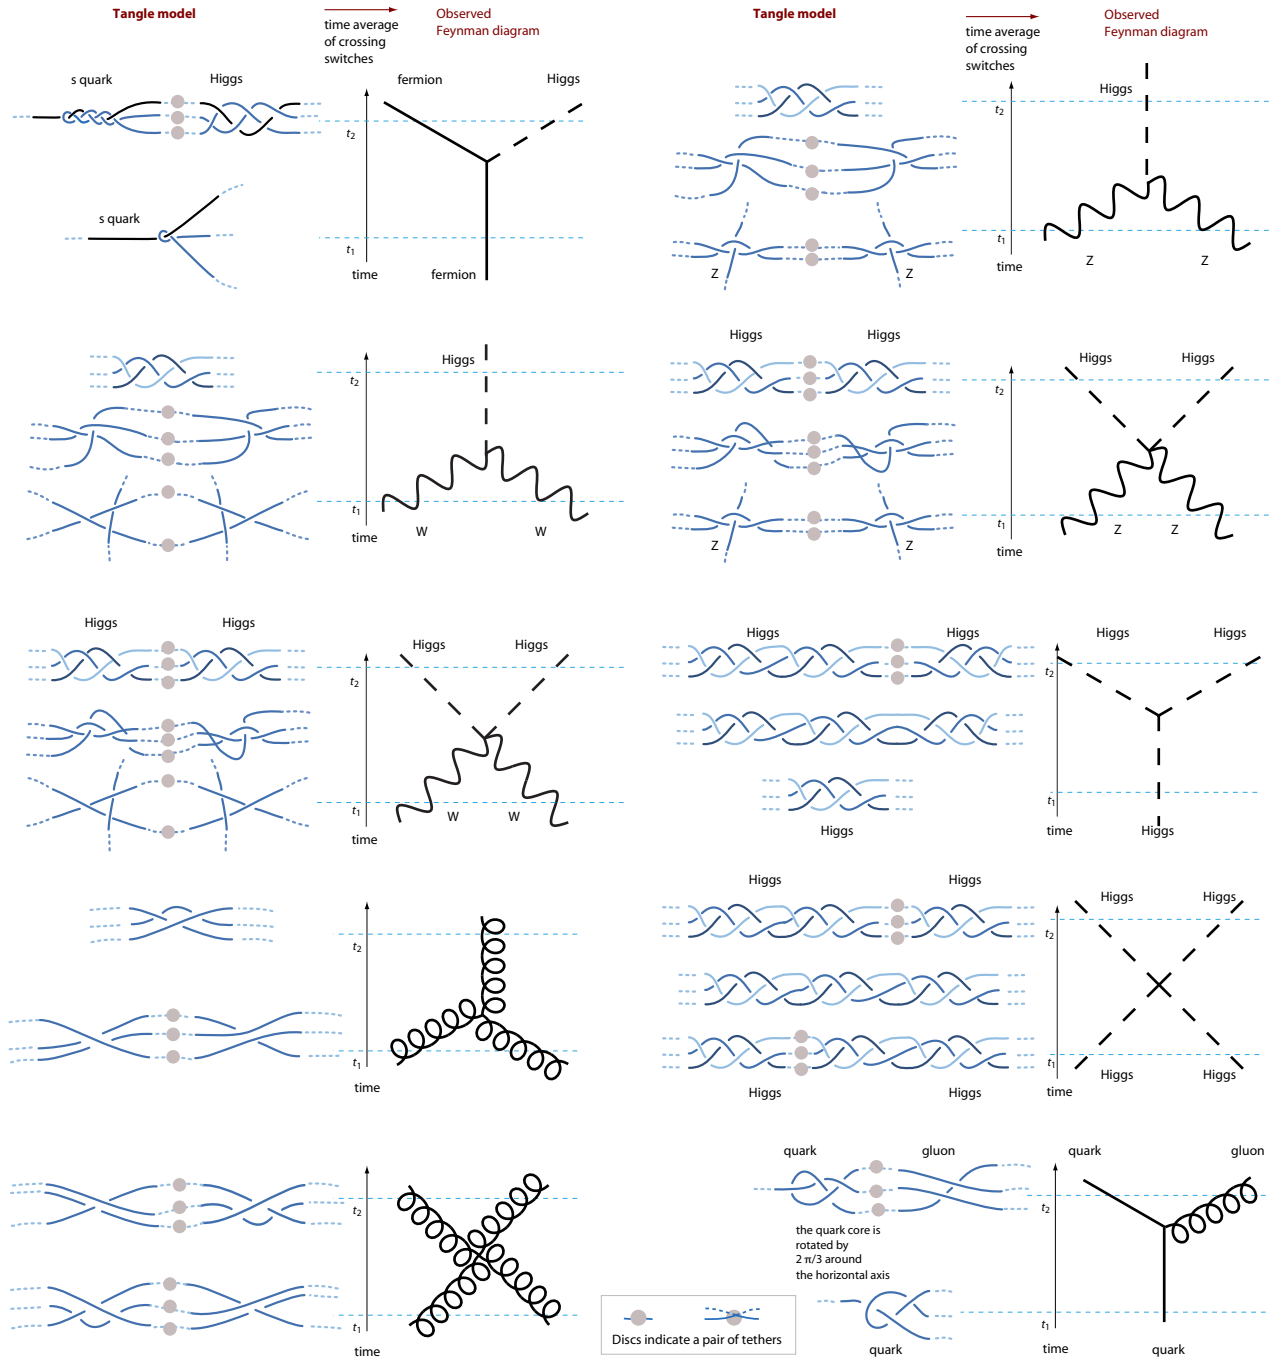 Tangle model
time average
of crossing
switches
Observed
Feynman diagram
s quark
Higgs
fermion
Higgs
t2
s quark
t1
time
fermion
Tangle model
time average
of crossing
switches
Observed
Feynman diagram
Higgs
t2
t1
time
Z
Z
Z
Z
Higgs
t2
t1
time
W
W
Higgs
Higgs
Higgs
Higgs
t2
t1
time
Z
Z
Z
Z
Higgs
Higgs
Higgs
Higgs
t2
t1
time
W
W
Higgs
Higgs
Higgs
Higgs
t2
t1
time
Higgs
Higgs
t2
t1
time
Higgs
Higgs
Higgs
Higgs
t2
t1
time
Higgs
Higgs
Higgs
Higgs
t2
t1
time
quark
gluon
quark
gluon
t2
the quark core is
rotated by
2 π/3 around
the horizontal axis
t1
time
quark
quark
Discs indicate a pair of tethers